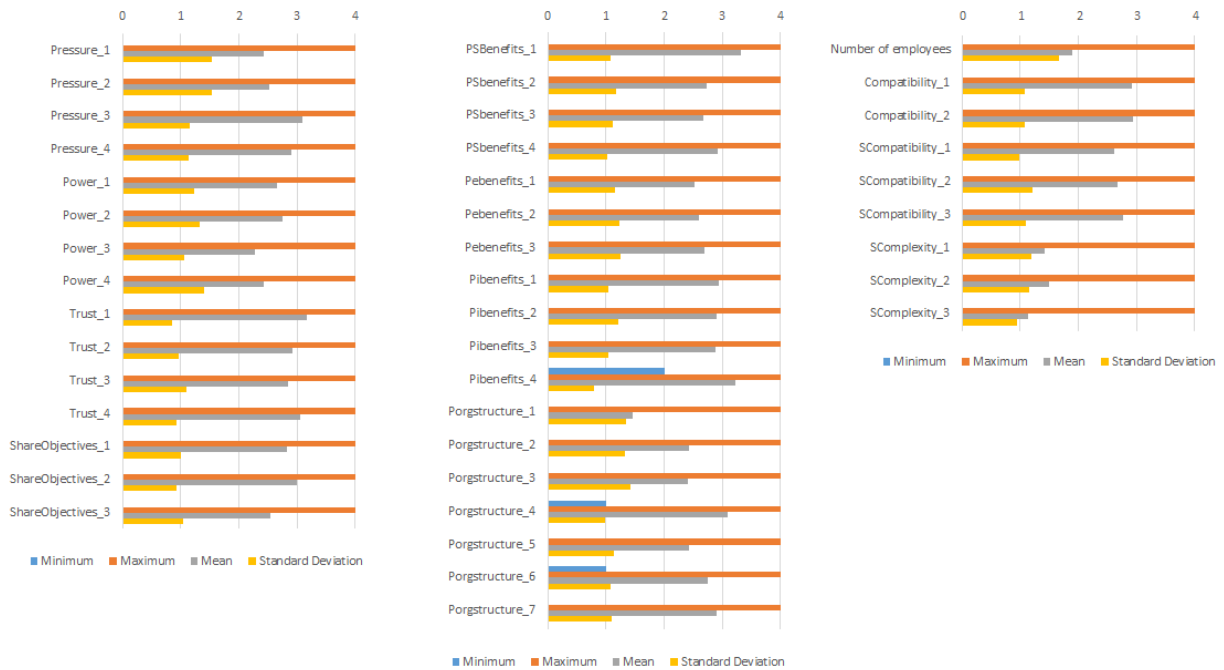 0 1 2 3 4
Pressure_1
Pressure_2
Pressure_3
Pressure_4
Power_1
Power_2
Power_3
Power_4
Trust_1
Trust_2
Trust_3
Trust_4
ShareObjectives_1
ShareObjectives_2
ShareObjectives_3
Minimum Maximum Mean Standard Deviation
0 1 2 3 4
PSBenefits_1
PSbenefits_2
PSbenefits_3
PSbenefits_4
Pebenefits_1
Pebenefits_2
Pebenefits_3
Pibenefits_1
Pibenefits_2
Pibenefits_3
Pibenefits_4
Porgstructure_1
Porgstructure_2
Porgstructure_3
Porgstructure_4
Porgstructure_5
Porgstructure_6
Porgstructure_7
Minimum Maximum Mean Standard Deviation
0 1 2 3 4
Number of employees
Compatibility_1
Compatibility_2
SCompatibility_1
SCompatibility_2
SCompatibility_3
SComplexity_1
SComplexity_2
SComplexity_3
Minimum Maximum Mean Standard Deviation